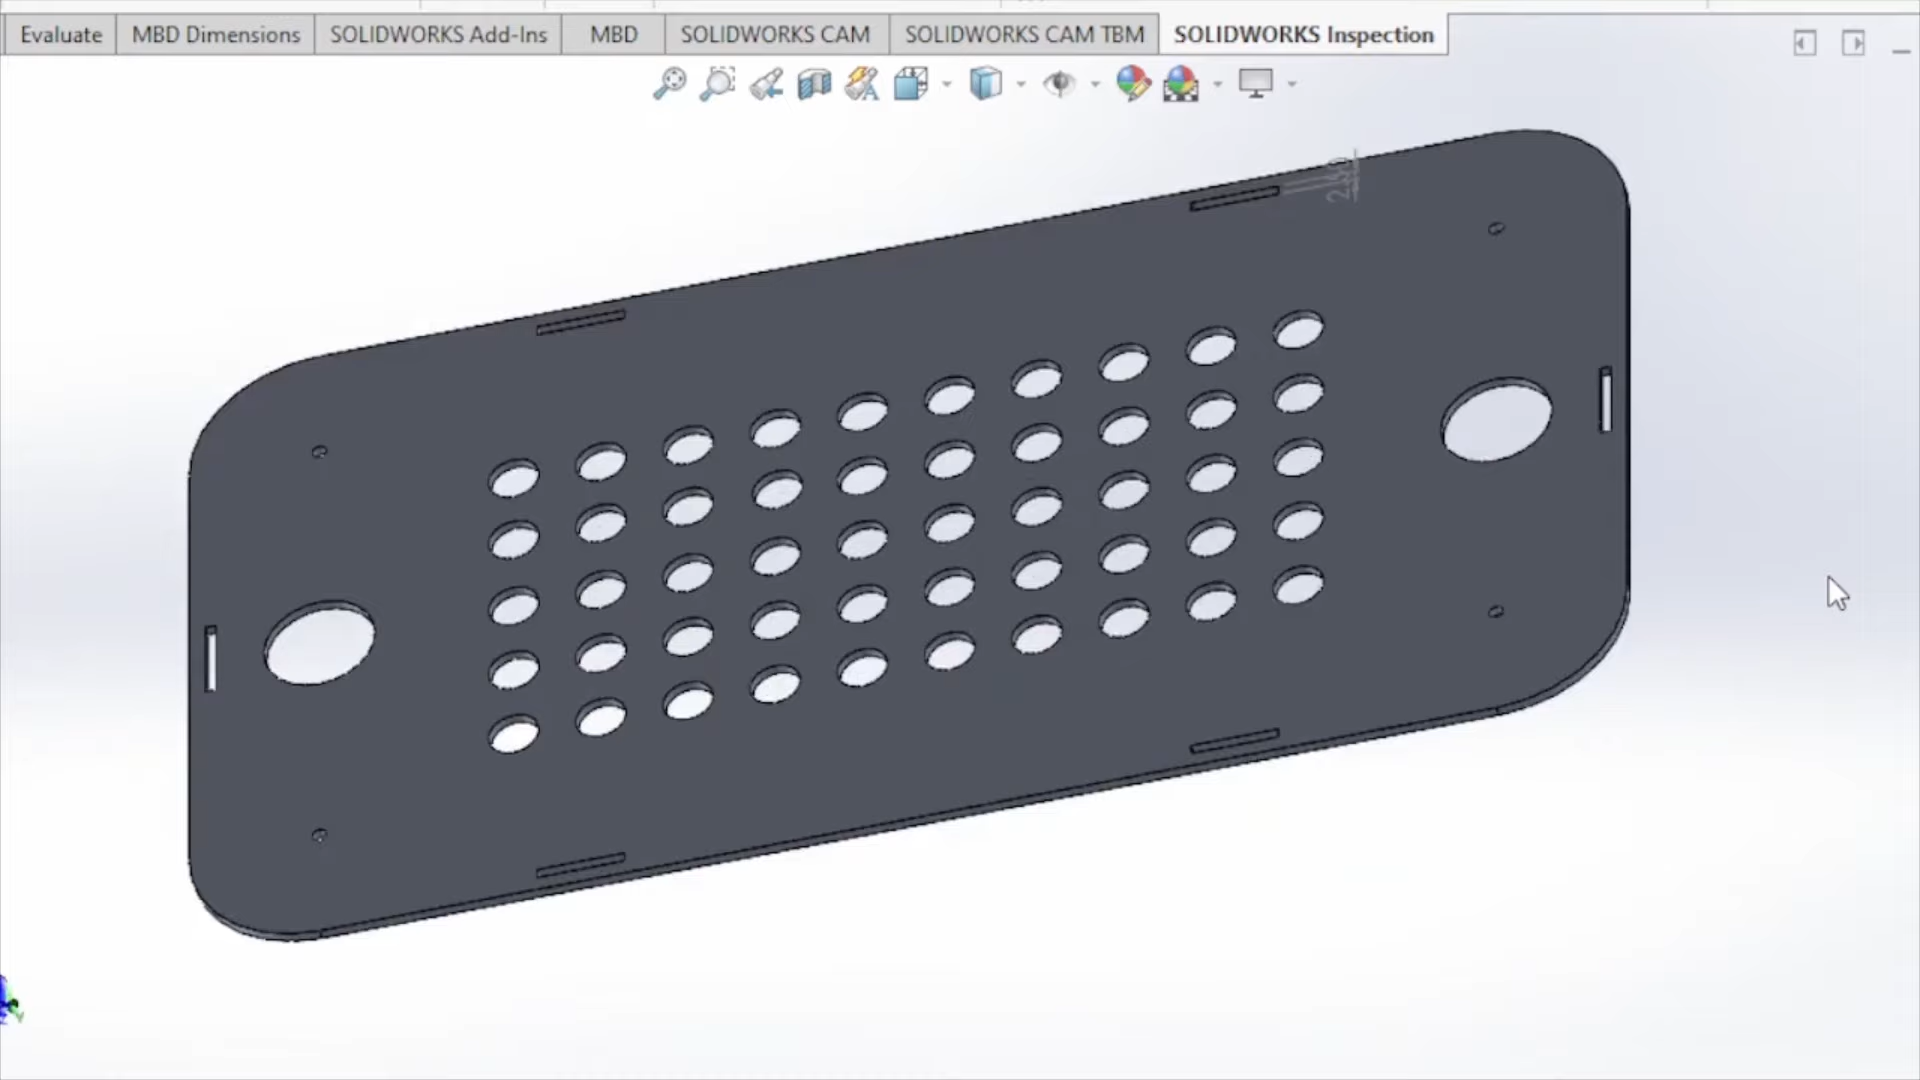 Evaluate
MBD Dimensions
SOLIDWORKS Add-Ins
MBD
SOLIDWORKS CAM
SOLIDWORKS CAM TBM
SOLIDWORKS Inspection